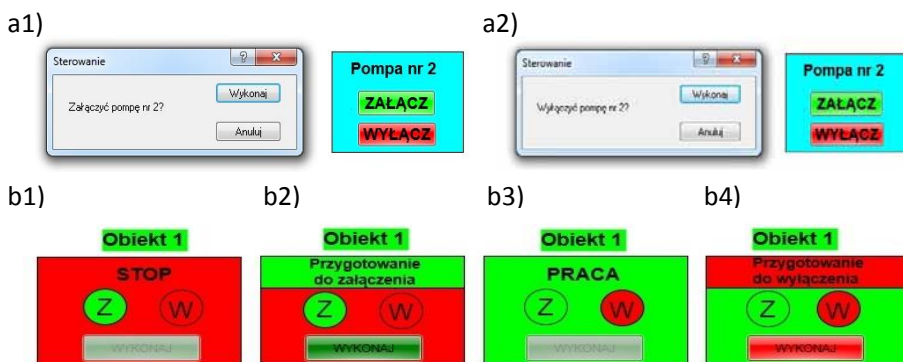 a1)
a2)
Sterowanie
Załączyć pompę nr 2?
Wykonaj
Anuluj
Pompa nr 2
ZAŁĄCZ
WYŁĄCZ
Sterowanie
Wyłączyć pompę nr 2?
Wykonaj
Anuluj
Pompa nr 2
ZAŁĄCZ
WYŁĄCZ
b1)
b2)
b3)
b4)
Obiekt 1
STOP
Z W
WYKONAJ
Obiekt 1
Przygotowanie
do załączenia
Z W
WYKONAJ
Obiekt 1
PRACA
Z W
WYKONAJ
Obiekt 1
Przygotowanie
do wyłączenia
Z W
WYKONAJ